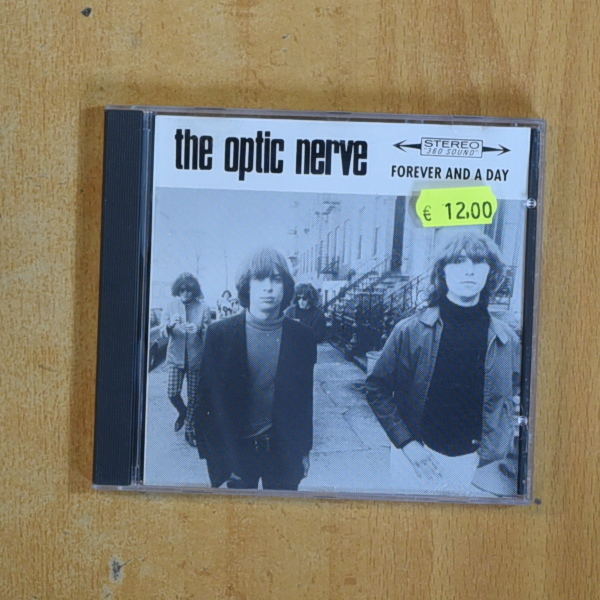 the optic nerve
STEREO
"360 SOUND"
FOREVER AND A DAY
€ 12,00